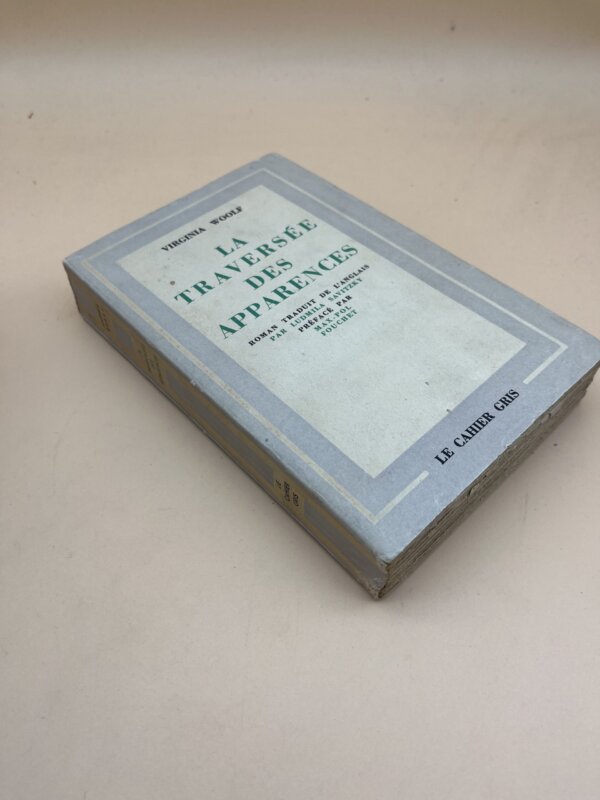 VIRGINIA WOOLF
LA
TRAVERSÉE
DES
APPARENCES
ROMAN TRADUIT DE L'ANGLAIS
PAR LUDMILA SAVITZKY
PRÉFACÉ PAR
MAX-POL
FOUCHET
LE CAHIER GRIS